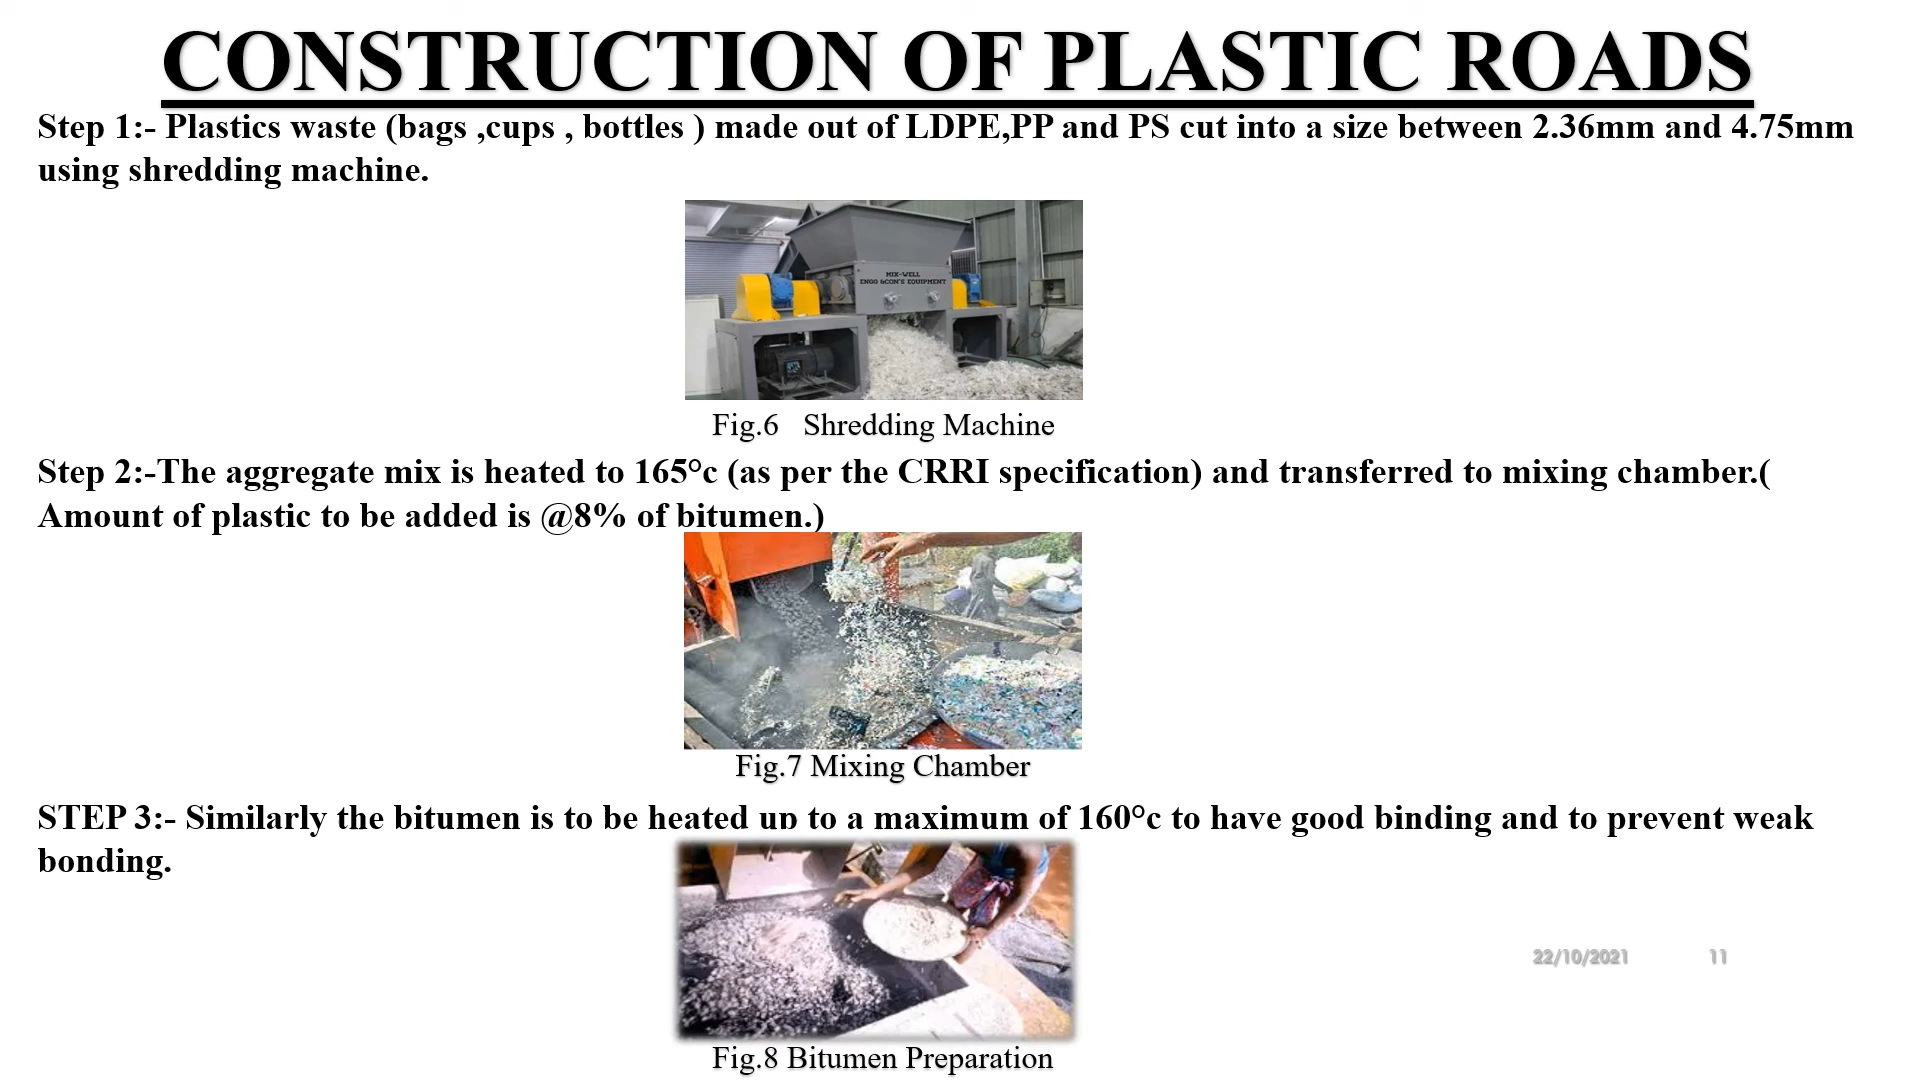 CONSTRUCTION OF PLASTIC ROADS
Step 1:- Plastics waste (bags ,cups , bottles ) made out of LDPE,PP and PS cut into a size between 2.36mm and 4.75mm
using shredding machine.
MIX-WELL
ENGG &CON'S EQUIPMENT
Fig.6 Shredding Machine
Step 2:-The aggregate mix is heated to 165°c (as per the CRRI specification) and transferred to mixing chamber.(
Amount of plastic to be added is @8% of bitumen.)
Fig.7 Mixing Chamber
STEP 3:- Similarly the bitumen is to be heated up to a maximum of 160°c to have good binding and to prevent weak
bonding.
22/10/2021 11
Fig.8 Bitumen Preparation